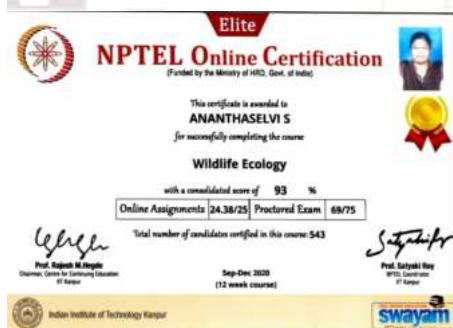 Elite
NPTEL Online Certification
(Funded by the Ministry of HRD, Govt. of India)
This certificate is awarded to
ANANTHASELVI S
for successfully completing the course
Wildlife Ecology
with a consolidated score of 93 %
Online Assignments 24.38/25 Proctored Exam 69/75
Total number of candidates certified in this course: 543
Prof. Rajesh M.Hegde
Chairman, Centre for Continuing Education
IIT Kanpur
Sep-Dec 2020
(12 week course)
Prof. Satyaki Roy
NPTEL Coordinator
IIT Kanpur
Indian Institute of Technology Kanpur
swayam